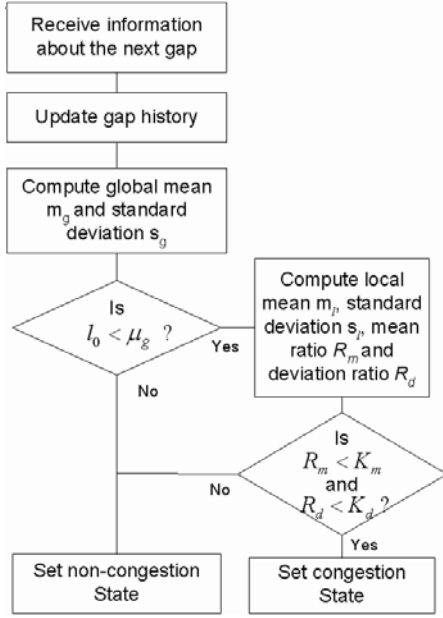 Receive information
about the next gap
Update gap history
Compute global mean
m_g and standard
deviation s_g
Is
l_0 < μ_g ?
Yes
No
Compute local
mean m_l, standard
deviation s_l, mean
ratio R_m and
deviation ratio R_d
Is
R_m < K_m
and
R_d < K_d ?
No
Yes
Set non-congestion
State
Set congestion
State